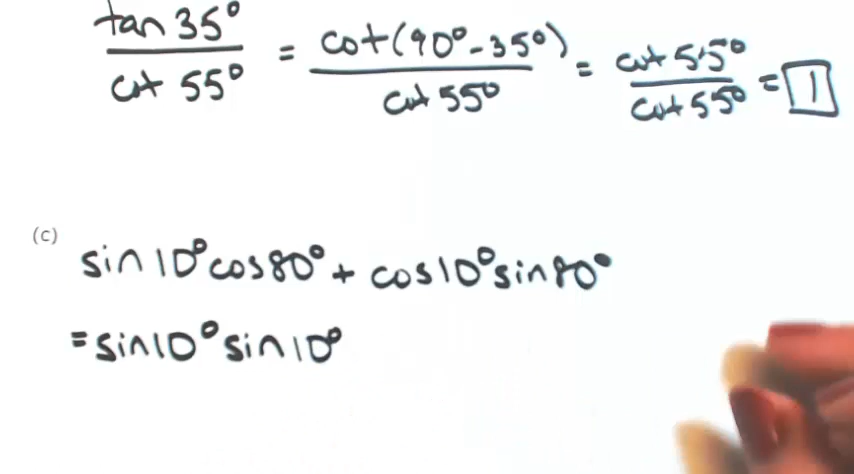 tan 35° / cot 55° = cot(90° - 35°) / cot 55° = cot 55° / cot 55° = 1
(c)
sin 10° cos 80° + cos 10° sin 80°
= sin 10° sin 10°